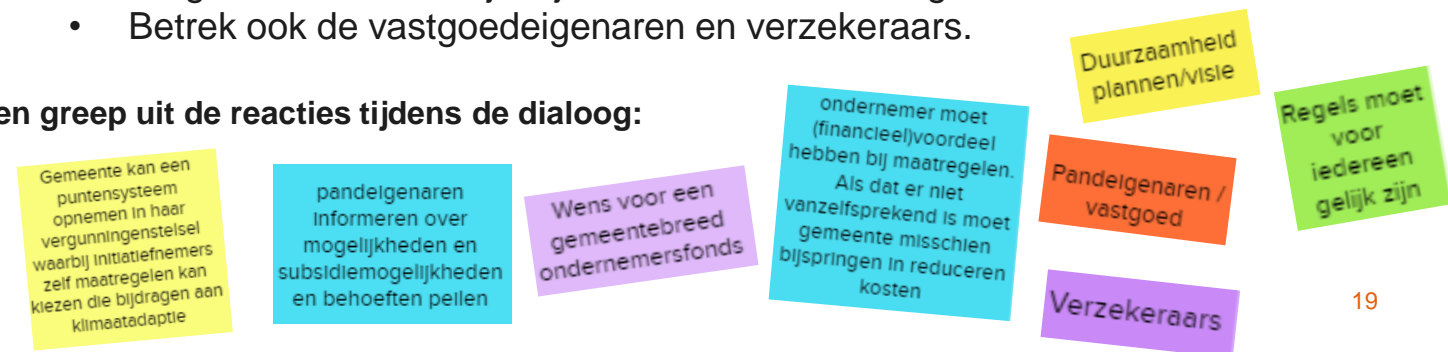 • Betrek ook de vastgoedeigenaren en verzekeraars.
en greep uit de reacties tijdens de dialoog:
Gemeente kan een
puntensysteem
opnemen in haar
vergunningenstelsel
waarbij initiatiefnemers
zelf maatregelen kan
kiezen die bijdragen aan
klimaatadaptie
pandeigenaren
informeren over
mogelijkheden en
subsidiemogelijkheden
en behoeften peilen
Wens voor een
gemeentebreed
ondernemersfonds
ondernemer moet
(financieel)voordeel
hebben bij maatregelen.
Als dat er niet
vanzelfsprekend is moet
gemeente misschien
bijspringen in reduceren
kosten
Duurzaamheid
plannen/visie
Pandeigenaren /
vastgoed
Verzekeraars
Regels moet
voor
iedereen
gelijk zijn
19